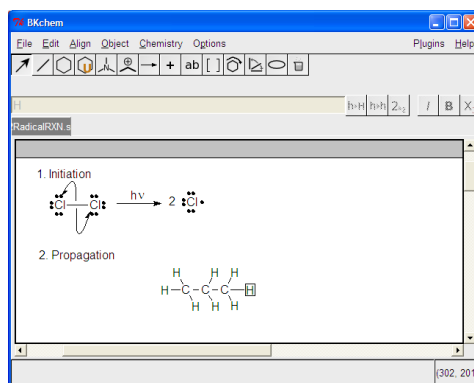 BKchem
File Edit Align Object Chemistry Options Plugins Help
ab [ ]
H
I B X
RadicalRXN.s
1. Initiation
Cl Cl hν 2 Cl
2. Propagation
H H H
H C C C H
H H H
(302, 201